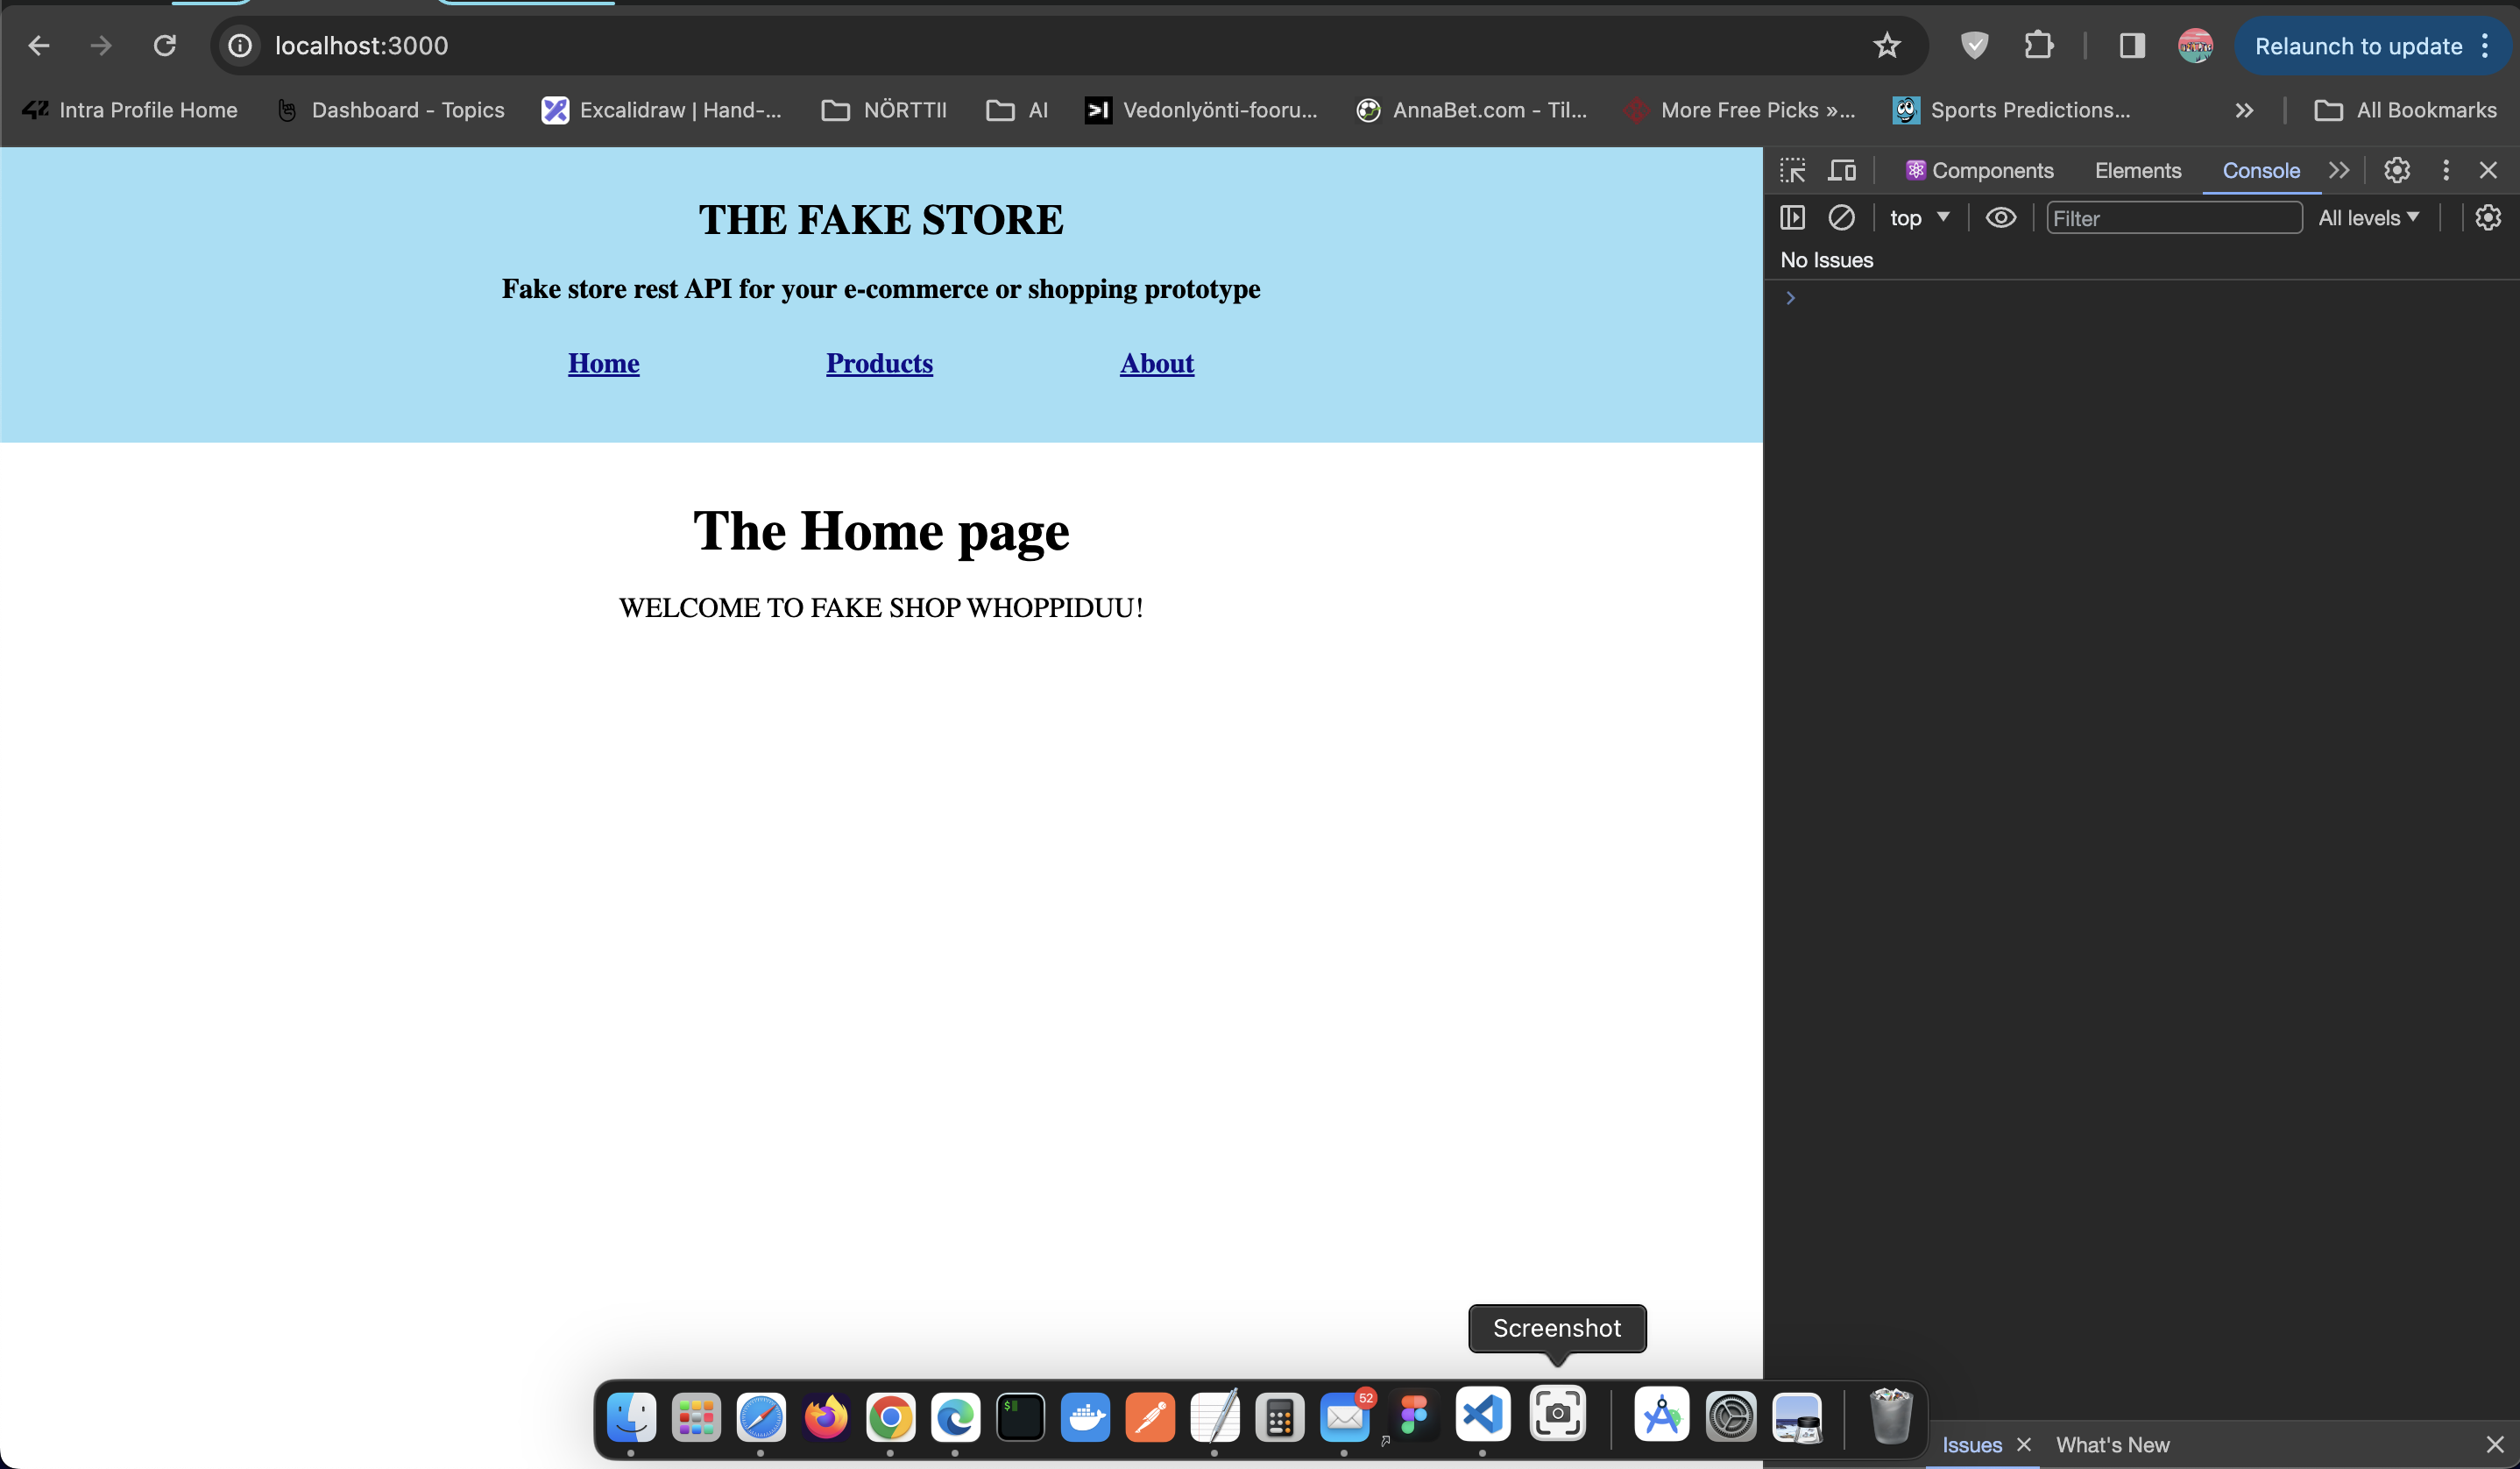 localhost:3000
Relaunch to update
Intra Profile Home
Dashboard - Topics
Excalidraw | Hand-...
NÖRTTII
AI
Vedonlyönti-fooru...
AnnaBet.com - Til...
More Free Picks »...
Sports Predictions...
All Bookmarks
THE FAKE STORE
Fake store rest API for your e-commerce or shopping prototype
Home
Products
About
The Home page
WELCOME TO FAKE SHOP WHOPPIDUU!
Components
Elements
Console
top
Filter
All levels
No Issues
Screenshot
52
Issues
What's New